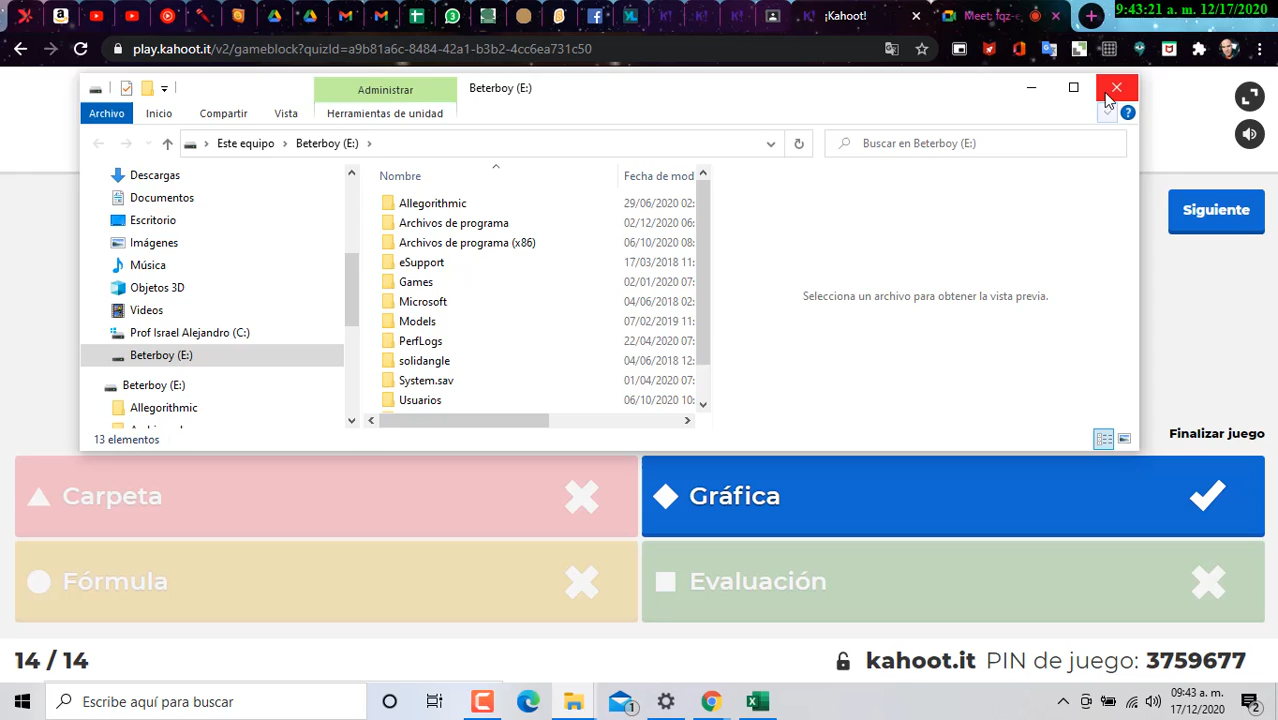 ¡Kahoot!
Meet: fqz-e
9:43:21 a. m. 12/17/2020
play.kahoot.it/v2/gameblock?quizId=a9b81a6c-8484-42a1-b3b2-4cc6ea731c50
Administrar
Beterboy (E:)
Archivo
Inicio
Compartir
Vista
Herramientas de unidad
Este equipo
Beterboy (E:)
Buscar en Beterboy (E:)
Descargas
Documentos
Escritorio
Imágenes
Música
Objetos 3D
Videos
Prof Israel Alejandro (C:)
Beterboy (E:)
Beterboy (E:)
Allegorithmic
Nombre
Fecha de mod
Allegorithmic
29/06/2020 02:
Archivos de programa
02/12/2020 06:
Archivos de programa (x86)
06/10/2020 08:
eSupport
17/03/2018 11:
Games
02/01/2020 07:
Microsoft
04/06/2018 02:
Models
07/02/2019 11:
PerfLogs
22/04/2020 07:
solidangle
04/06/2018 12:
System.sav
01/04/2020 07:
Usuarios
06/10/2020 10:
Selecciona un archivo para obtener la vista previa.
13 elementos
Siguiente
Finalizar juego
Carpeta
Gráfica
Fórmula
Evaluación
14 / 14
kahoot.it PIN de juego: 3759677
Escribe aquí para buscar
1
09:43 a. m.
17/12/2020
2